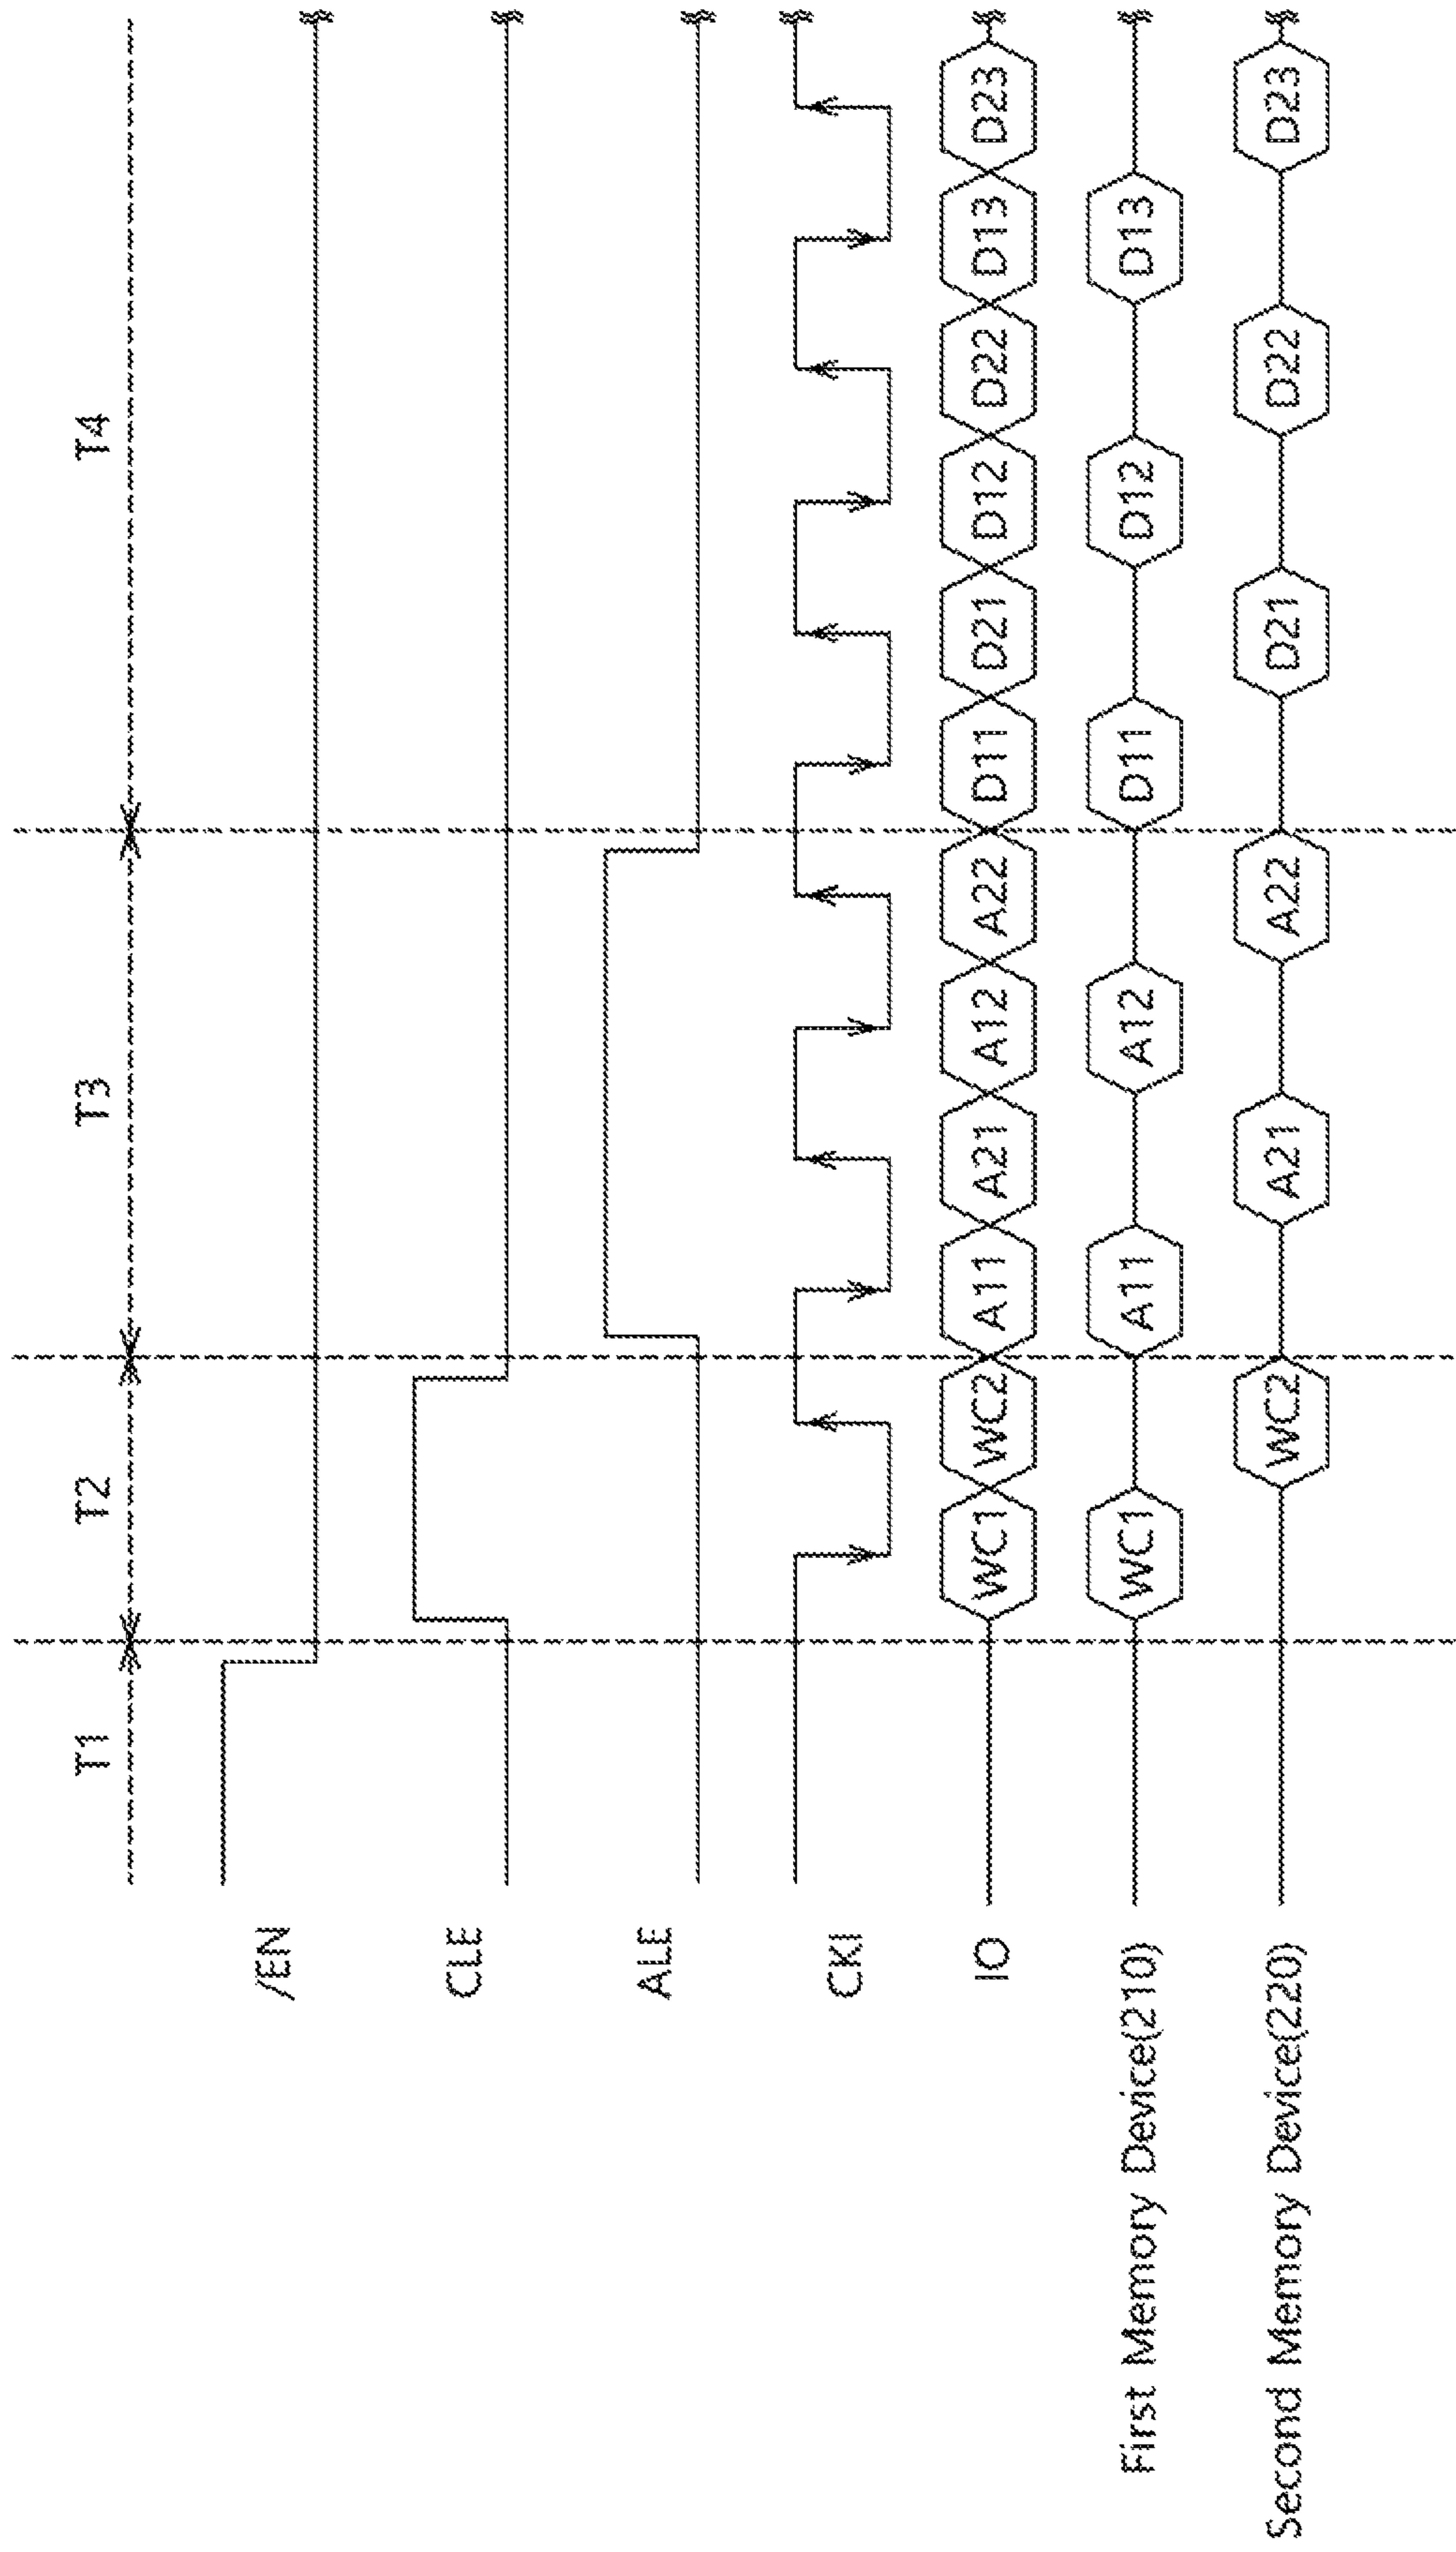 T1 T2 T3 T4
/EN
CLE
ALE
CKI
IO WC1 WC2 A11 A21 A12 A22 D11 D21 D12 D22 D13 D23
First Memory Device(210) WC1 A11 A12 D11 D12 D13
Second Memory Device(220) WC2 A21 A22 D21 D22 D23